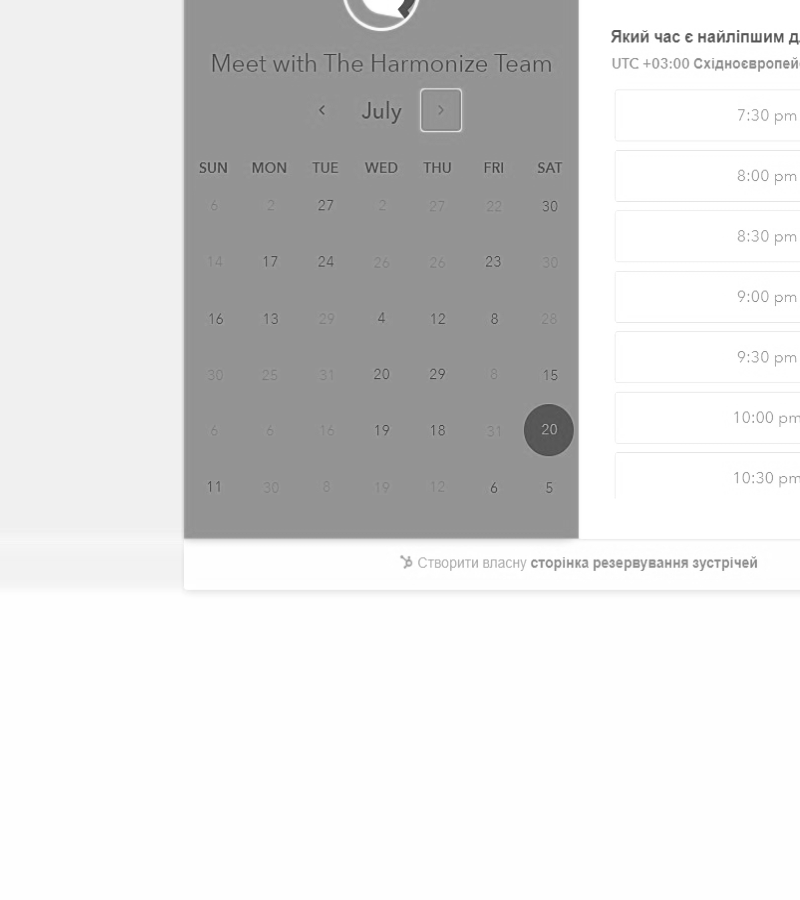 Meet with The Harmonize Team
July
SUN MON TUE WED THU FRI SAT
6 2 27 2 27 22 30
14 17 24 26 26 23 30
16 13 29 4 12 8 28
30 25 31 20 29 8 15
6 6 16 19 18 31 20
11 30 8 19 12 6 5
Який час є найліпшим
UTC +03:00
7:30 pm
8:00 pm
8:30 pm
9:00 pm
9:30 pm
10:00 pm
10:30 pm
Створити власну сторінка резервування зустрічей